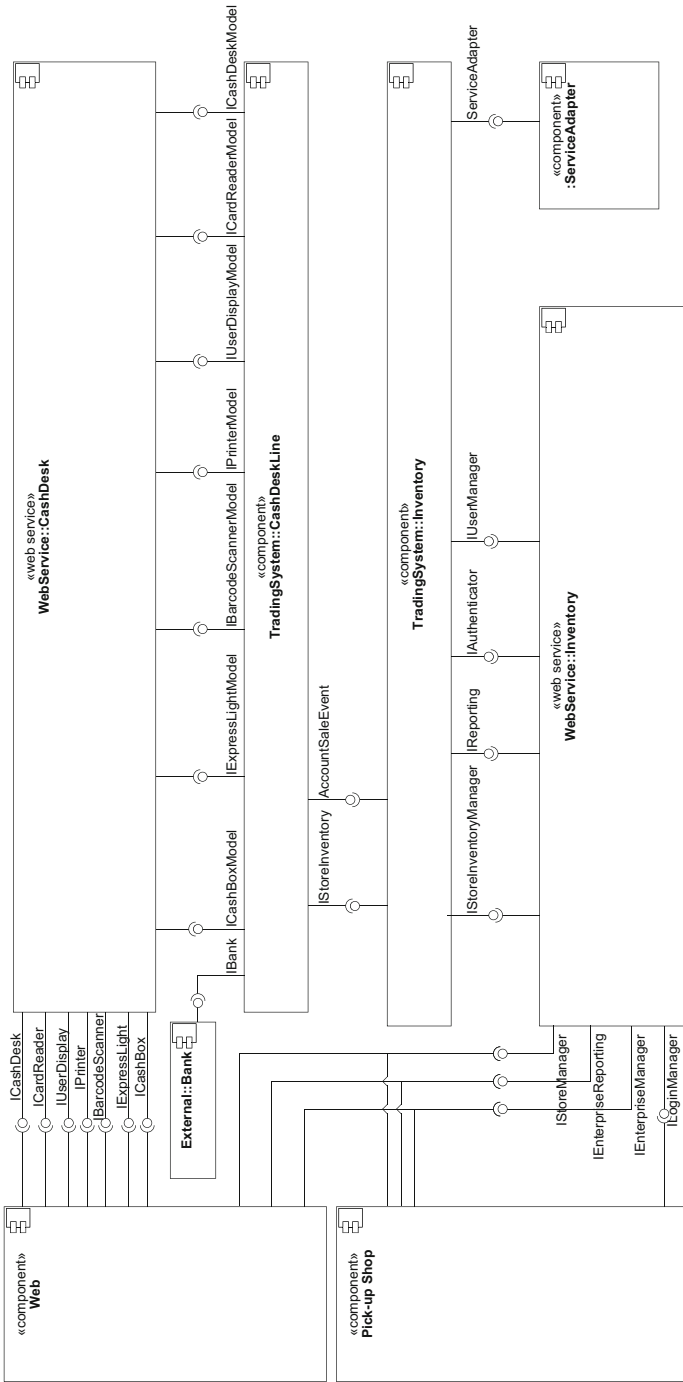 «component»
Web
ICashDesk
ICardReader
IUserDisplay
IPrinter
IBarcodeScanner
IExpressLight
ICashBox
«web service»
WebService::CashDesk
External::Bank
IBank
ICashBoxModel
IExpressLightModel
IBarcodeScannerModel
IPrinterModel
IUserDisplayModel
ICardReaderModel
ICashDeskModel
«component»
TradingSystem::CashDeskLine
IStoreInventory
AccountSaleEvent
«component»
TradingSystem::Inventory
IStoreInventoryManager
IReporting
IAuthenticator
IUserManager
ServiceAdapter
«component»
Pick-up Shop
IStoreManager
IEnterpriseReporting
IEnterpriseManager
ILoginManager
«web service»
WebService::Inventory
«component»
:ServiceAdapter